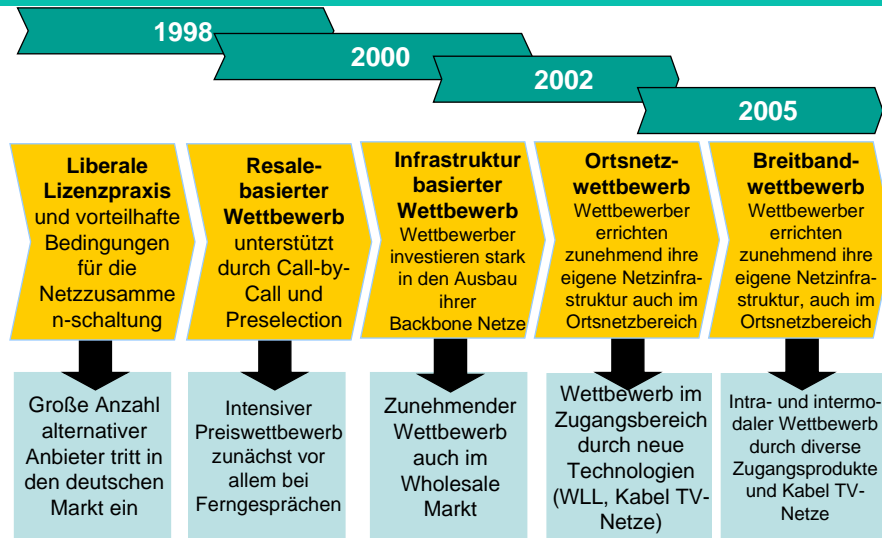 1998
2000
2002
2005
Liberale
Lizenzpraxis
und vorteilhafte
Bedingungen
für die
Netzzusamme
n-schaltung
Resale-
basierter
Wettbewerb
unterstützt
durch Call-by-
Call und
Preselection
Infrastruktur
basierter
Wettbewerb
Wettbewerber
investieren stark
in den Ausbau
ihrer
Backbone Netze
Ortsnetz-
wettbewerb
Wettbewerber
errichten
zunehmend ihre
eigene Netzinfra-
struktur auch im
Ortsnetzbereich
Breitband-
wettbewerb
Wettbewerber
errichten
zunehmend ihre
eigene Netzinfra-
struktur, auch im
Ortsnetzbereich
Große Anzahl
alternativer
Anbieter tritt in
den deutschen
Markt ein
Intensiver
Preiswettbewerb
zunächst vor
allem bei
Ferngesprächen
Zunehmender
Wettbewerb
auch im
Wholesale
Markt
Wettbewerb im
Zugangsbereich
durch neue
Technologien
(WLL, Kabel TV-
Netze)
Intra- und intermo-
daler Wettbewerb
durch diverse
Zugangsprodukte
und Kabel TV-
Netze